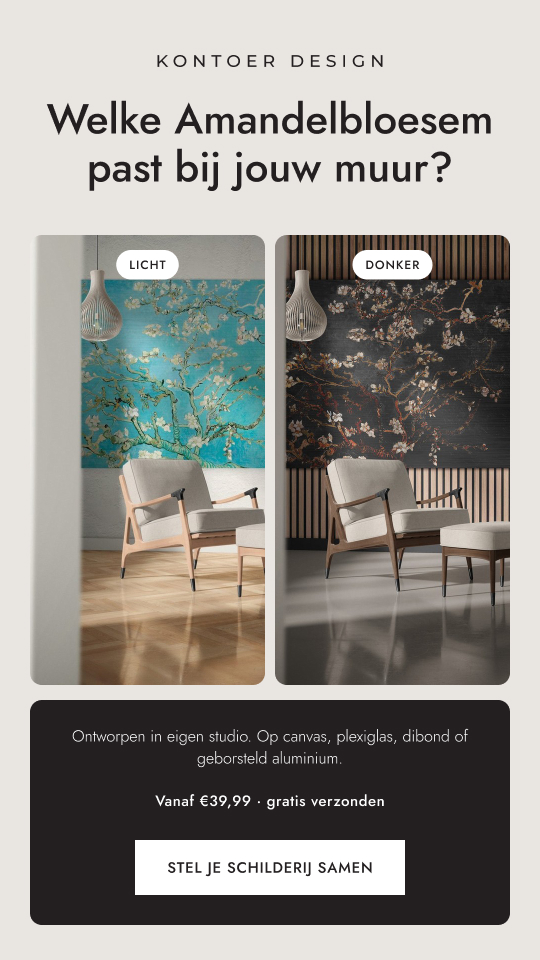 KONTOER DESIGN
Welke Amandelbloesem
past bij jouw muur?
LICHT
DONKER
Ontworpen in eigen studio. Op canvas, plexiglas, dibond of
geborsteld aluminium.
Vanaf €39,99 · gratis verzonden
STEL JE SCHILDERIJ SAMEN